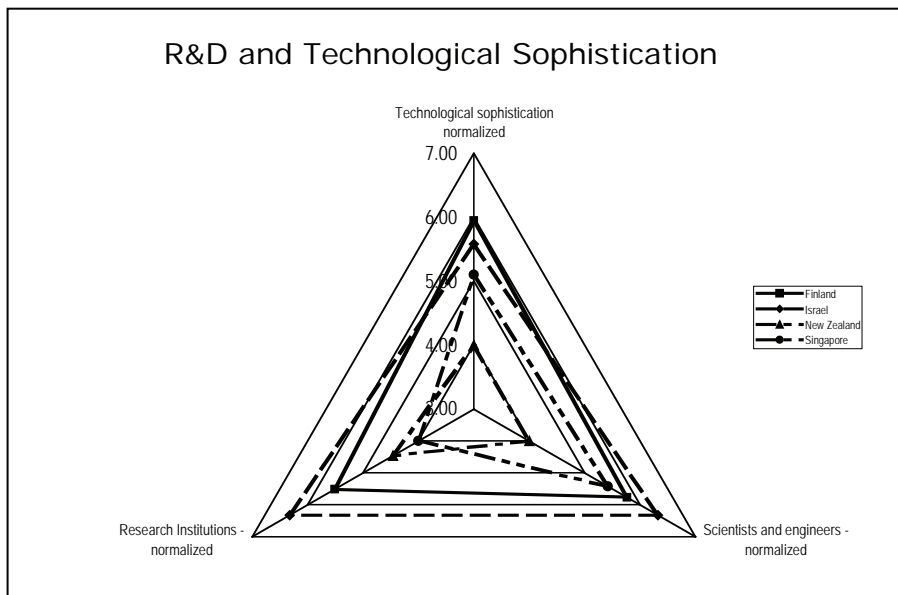 R&D and Technological Sophistication
Technological sophistication
normalized
7.00
6.00
5.00
4.00
3.00
Finland
Israel
New Zealand
Singapore
Research Institutions -
normalized
Scientists and engineers -
normalized